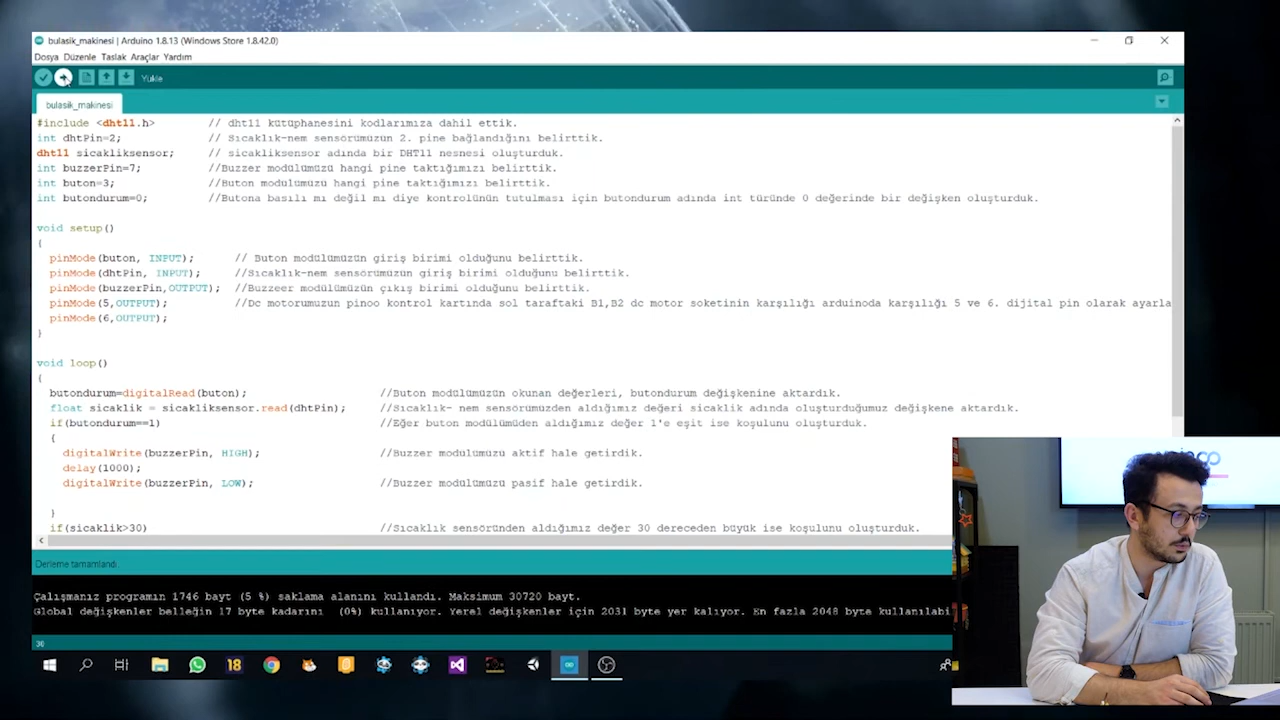 bulasik_makinesi | Arduino 1.8.13 (Windows Store 1.8.42.0)
Dosya Düzenle Taslak Araçlar Yardım
Yükle
bulasik_makinesi
#include <dht11.h> // dht11 kütüphanesini kodlarımıza dahil ettik.
int dhtPin=2; // Sıcaklık-nem sensörümüzün 2. pine bağlandığını belirttik.
dht11 sicakliksensor; // sicakliksensor adında bir DHT11 nesnesi oluşturduk.
int buzzerPin=7; //Buzzer modülümüzü hangi pine taktığımızı belirttik.
int buton=3; //Buton modülümüzü hangi pine taktığımızı belirttik.
int butondurum=0; //Butona basılı mı değil mı diye kontrolünün tutulması için butondurum adında int türünde 0 değerinde bir değişken oluşturduk.
void setup()
{
pinMode(buton, INPUT); // Buton modülümüzün giriş birimi olduğunu belirttik.
pinMode(dhtPin, INPUT); //Sıcaklık-nem sensörümüzün giriş birimi olduğunu belirttik.
pinMode(buzzerPin,OUTPUT); //Buzzeer modülümüzün çıkış birimi olduğunu belirttik.
pinMode(5,OUTPUT); //Dc motorumuzun pinoo kontrol kartında sol taraftaki B1,B2 dc motor soketinin karşılığı arduinoda karşılığı 5 ve 6. dijital pin olarak ayarla
pinMode(6,OUTPUT);
}
void loop()
{
butondurum=digitalRead(buton); //Buton modülümüzün okunan değerleri, butondurum değişkenine aktardık.
float sicaklik = sicakliksensor.read(dhtPin); //Sıcaklık- nem sensörümüzden aldığımız değeri sicaklik adında oluşturduğumuz değişkene aktardık.
if(butondurum==1) //Eğer buton modülümüden aldığımız değer 1'e eşit ise koşulunu oluşturduk.
{
digitalWrite(buzzerPin, HIGH); //Buzzer modülümüzü aktif hale getirdik.
delay(1000);
digitalWrite(buzzerPin, LOW); //Buzzer modülümüzü pasif hale getirdik.
}
if(sicaklik>30) //Sıcaklık sensöründen aldığımız değer 30 dereceden büyük ise koşulunu oluşturduk.
Derleme tamamlandı.
Çalışmanız programın 1746 bayt (5 %) saklama alanını kullandı. Maksimum 30720 bayt.
Global değişkenler belleğin 17 byte kadarını (0%) kullanıyor. Yerel değişkenler için 2031 byte yer kalıyor. En fazla 2048 byte kullanılabi
30
18